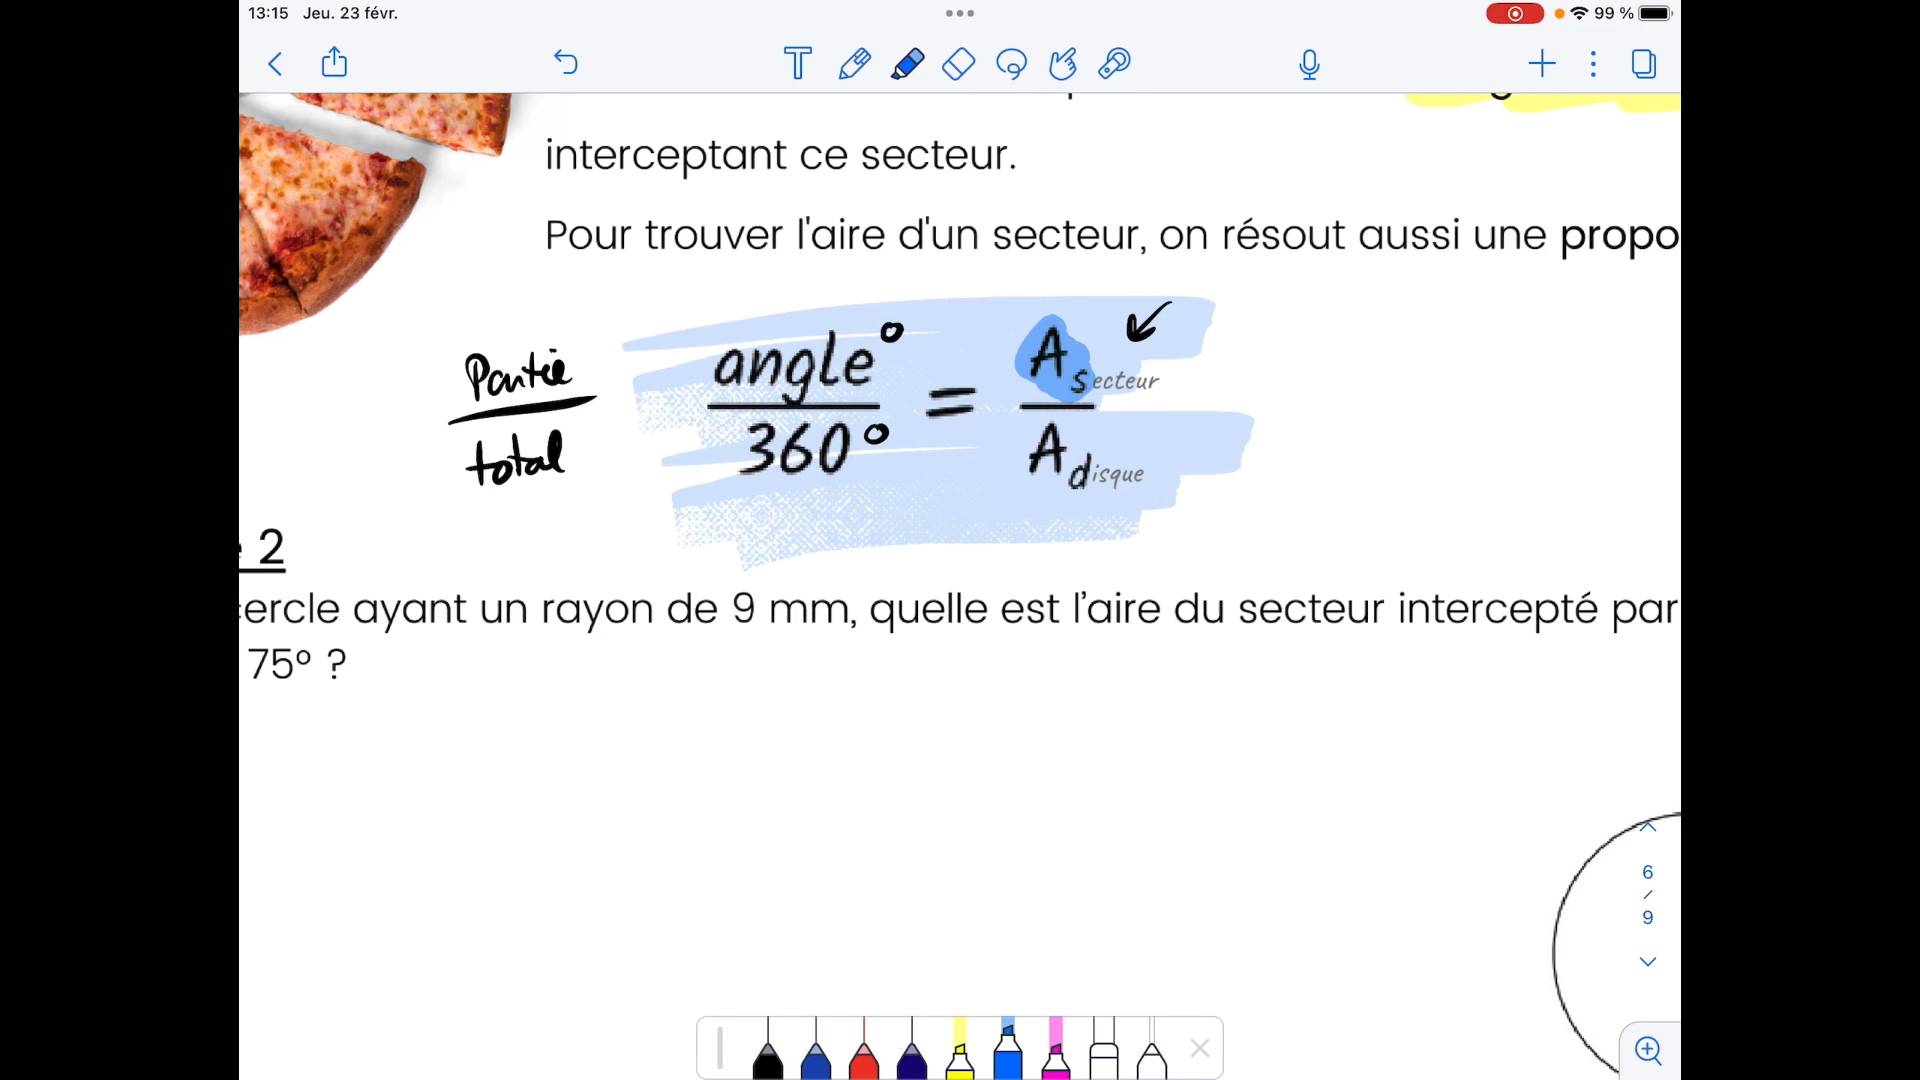 13:15 Jeu. 23 févr.
99 %
T
interceptant ce secteur.
Pour trouver l'aire d'un secteur, on résout aussi une propo
Partie
total
angle° = A secteur
360° A disque
2
cercle ayant un rayon de 9 mm, quelle est l’aire du secteur intercepté par
75° ?
6
/
9